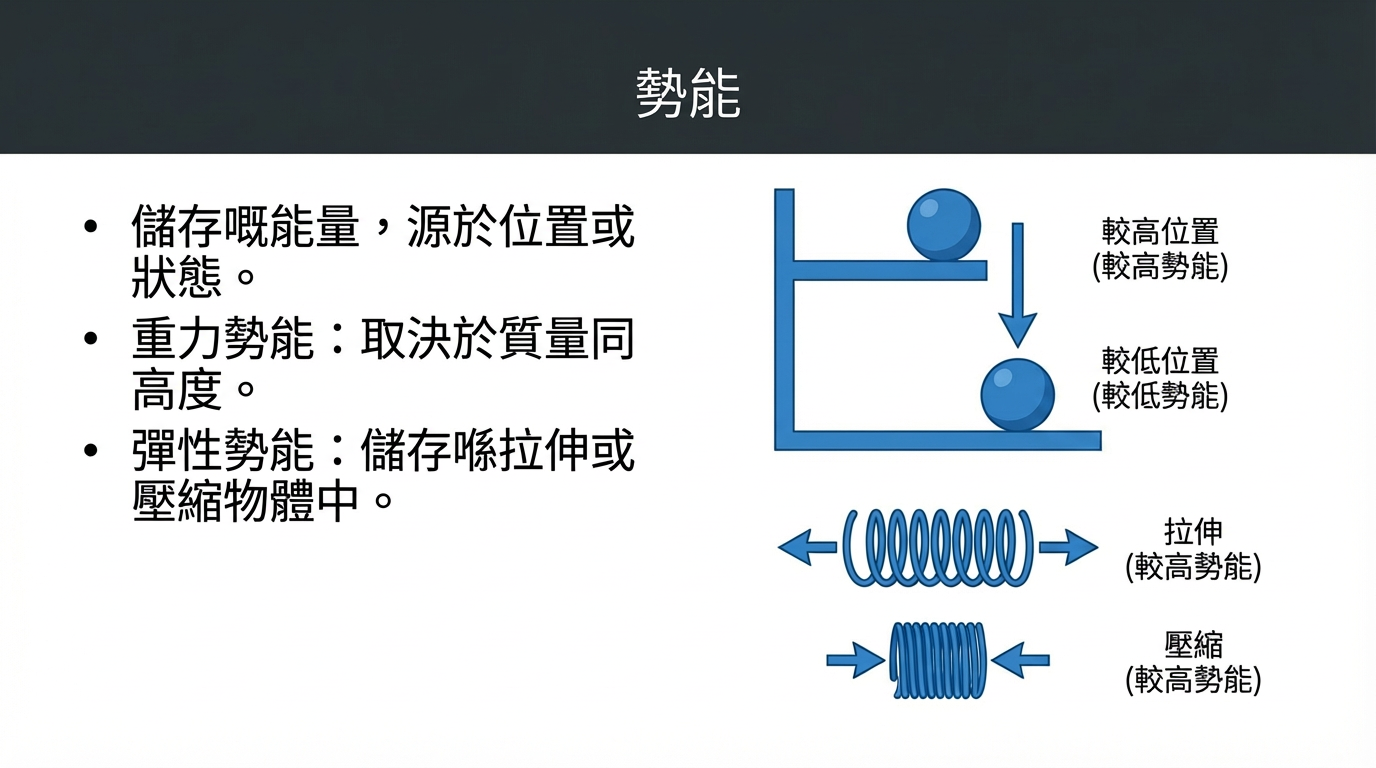 勢能
• 儲存嘅能量，源於位置或
狀態。
• 重力勢能：取決於質量同
高度。
• 彈性勢能：儲存喺拉伸或
壓縮物體中。
較高位置
(較高勢能)
較低位置
(較低勢能)
拉伸
(較高勢能)
壓縮
(較高勢能)